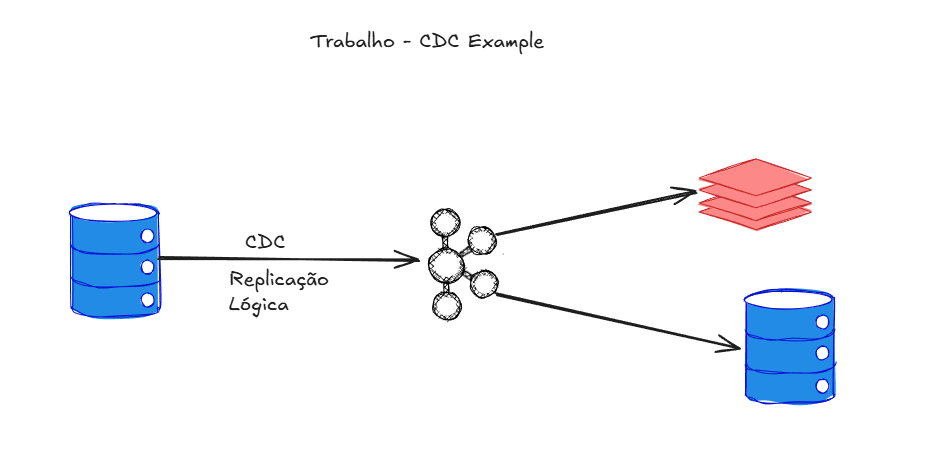 Trabalho - CDC Example
CDC
Replicação
Lógica